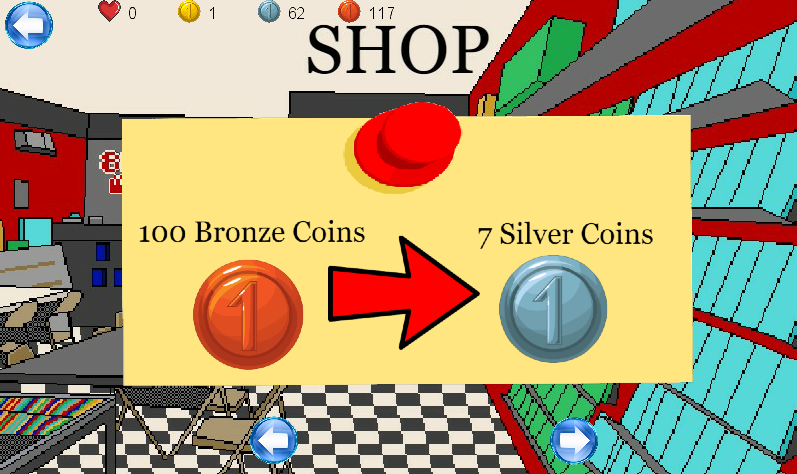 0 1 62 117
SHOP
100 Bronze Coins 7 Silver Coins
1 1